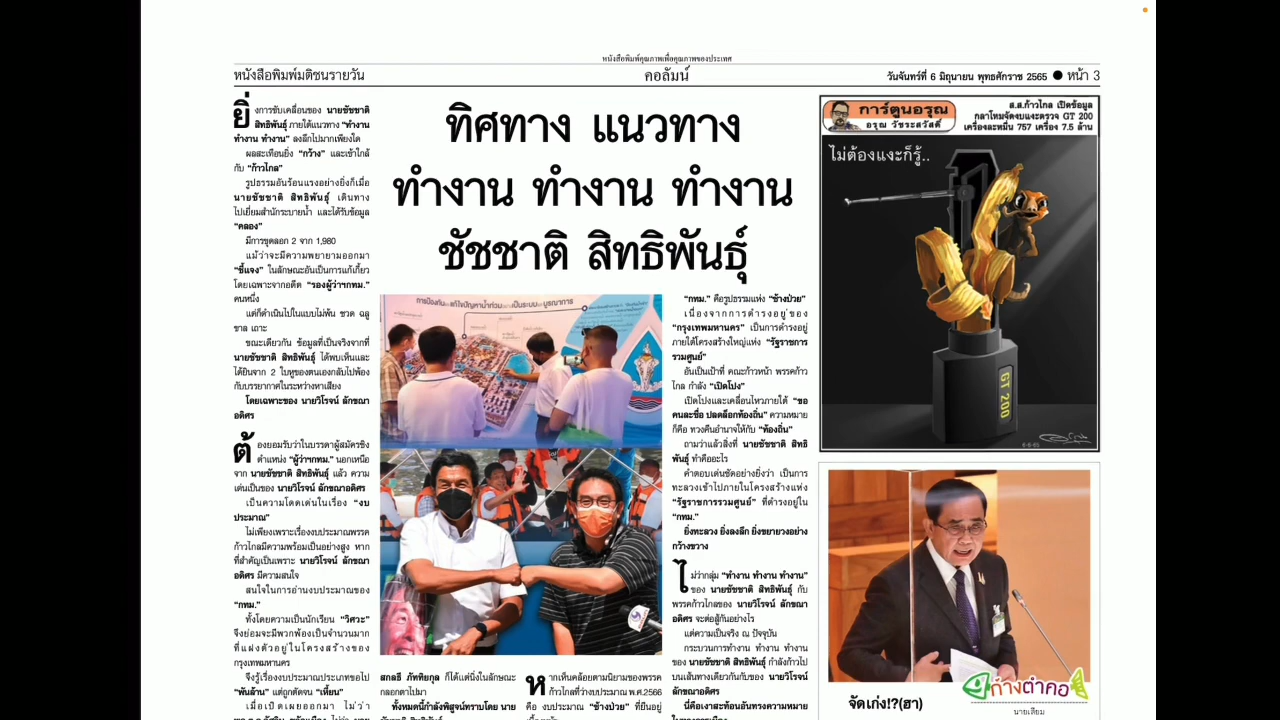 หนังสือพิมพ์คุณภาพเพื่อคุณภาพของประเทศ
หนังสือพิมพ์มติชนรายวัน
คอลัมน์
วันจันทร์ที่ 6 มิถุนายน พุทธศักราช 2565 ● หน้า 3
ทิศทาง แนวทาง
ทำงาน ทำงาน ทำงาน
ชัชชาติ สิทธิพันธุ์
ยิ่งการขับเคลื่อนของ นายชัชชาติ
สิทธิพันธุ์ ภายใต้แนวทาง “ทำงาน
ทำงาน ทำงาน” ลงลึกไปมากเพียงใด
ผลสะเทือนยิ่ง “กว้าง” และเข้าใกล้
กับ “ก้าวไกล”
รูปธรรมอันร้อนแรงอย่างยิ่งก็เมื่อ
นายชัชชาติ สิทธิพันธุ์ เดินทาง
ไปเยี่ยมสำนักระบายน้ำ และได้รับข้อมูล
“คลอง”
มีการขุดลอก 2 จาก 1,980
แม้ว่าจะมีความพยายามออกมา
“ชี้แจง” ในลักษณะอันเป็นการแก้เกี้ยว
โดยเฉพาะจากอดีต “รองผู้ว่าฯกทม.”
คนหนึ่ง
แต่ก็ดำเนินไปในแบบไม่พ้น ชวด ฉลู
ขาล เถาะ
ขณะเดียวกัน ข้อมูลที่เป็นจริงจากที่
นายชัชชาติ สิทธิพันธุ์ ได้พบเห็นและ
ได้ยินจาก 2 ใบหูของตนเองกลับไปพ้อง
กับบรรยากาศในระหว่างหาเสียง
โดยเฉพาะของ นายวิโรจน์ ลักขณา
อดิศร
ต้องยอมรับว่าในบรรดาผู้สมัครชิง
ตำแหน่ง “ผู้ว่าฯกทม.” นอกเหนือ
จาก นายชัชชาติ สิทธิพันธุ์ แล้ว ความ
เด่นเป็นของ นายวิโรจน์ ลักขณาอดิศร
เป็นความโดดเด่นในเรื่อง “งบ
ประมาณ”
ไม่เพียงเพราะเรื่องงบประมาณพรรค
ก้าวไกลมีความพร้อมเป็นอย่างสูง หาก
ที่สำคัญเป็นเพราะ นายวิโรจน์ ลักขณา
อดิศร มีความสนใจ
สนใจในการอ่านงบประมาณของ
“กทม.”
ทั้งโดยความเป็นนักเรียน “วิศวะ”
จึงย่อมจะมีพวกพ้องเป็นจำนวนมาก
ที่แฝงตัวอยู่ในโครงสร้างของ
กรุงเทพมหานคร
จึงรู้เรื่องงบประมาณประเภทขอไป
“พันล้าน” แต่ถูกตัดจน “เหี้ยน”
เมื่อเปิดเผยออกมา ไม่ว่า
การป้องกันและแก้ไขปัญหาน้ำท่วมอย่างเป็นระบบและบูรณาการ
สกลธี ภัททิยกุล ก็ได้แต่นิ่งในลักษณะ
กลอกตาไปมา
ทั้งหมดนี้กำลังพิสูจน์ทราบโดย นาย
ชัชชาติ สิทธิพันธุ์
หากเห็นคล้อยตามนิยามของพรรค
ก้าวไกลที่ว่างบประมาณ พ.ศ.2566
คือ งบประมาณ “ช้างป่วย” ที่ยืนอยู่
“กทม.” คือรูปธรรมแห่ง “ช้างป่วย”
เนื่องจากการดำรงอยู่ของ
“กรุงเทพมหานคร” เป็นการดำรงอยู่
ภายใต้โครงสร้างใหญ่แห่ง “รัฐราชการ
รวมศูนย์”
อันเป็นเป้าที่ คณะก้าวหน้า พรรคก้าว
ไกล กำลัง “เปิดโปง”
เปิดโปงและเคลื่อนไหวภายใต้ “ขอ
คนละชื่อ ปลดล็อกท้องถิ่น” ความหมาย
ก็คือ ทวงคืนอำนาจให้กับ “ท้องถิ่น”
ถามว่าแล้วสิ่งที่ นายชัชชาติ สิทธิ
พันธุ์ ทำคืออะไร
คำตอบเด่นชัดอย่างยิ่งว่า เป็นการ
ทะลวงเข้าไปภายในโครงสร้างแห่ง
“รัฐราชการรวมศูนย์” ที่ดำรงอยู่ใน
“กทม.”
ยิ่งทะลวง ยิ่งลงลึก ยิ่งขยายวงอย่าง
กว้างขวาง
ไม่ว่ากลุ่ม “ทำงาน ทำงาน ทำงาน”
ของ นายชัชชาติ สิทธิพันธุ์ กับ
พรรคก้าวไกลของ นายวิโรจน์ ลักขณา
อดิศร จะต่อสู้กันอย่างไร
แต่ความเป็นจริง ณ ปัจจุบัน
กระบวนการทำงาน ทำงาน ทำงาน
ของ นายชัชชาติ สิทธิพันธุ์ กำลังก้าวไป
บนเส้นทางเดียวกันกับของ นายวิโรจน์
ลักขณาอดิศร
นี่คือเงาสะท้อนอันทรงความหมาย
การ์ตูนอรุณ
อรุณ วัชระสวัสดิ์
ส.ส.ก้าวไกล เปิดข้อมูล
กลาโหมจัดงบแงะตรวจ GT 200
เครื่องละหมื่น 757 เครื่อง 7.5 ล้าน
ไม่ต้องแงะก็รู้..
GT 200
6-6-65
จัดเก่ง!?(ฮา)
ก้างตำคอ
นายเสียม